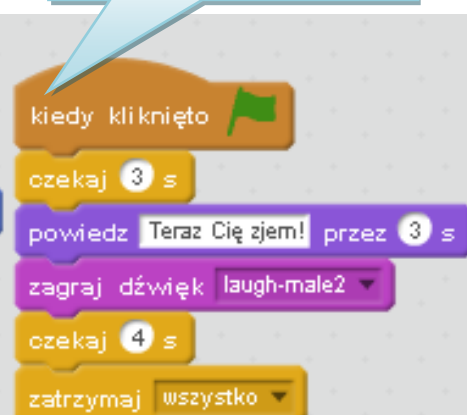 kiedy kliknięto
czekaj 3 s
powiedz Teraz Cię zjem! przez 3 s
zagraj dźwięk laugh-male2
czekaj 4 s
zatrzymaj wszystko